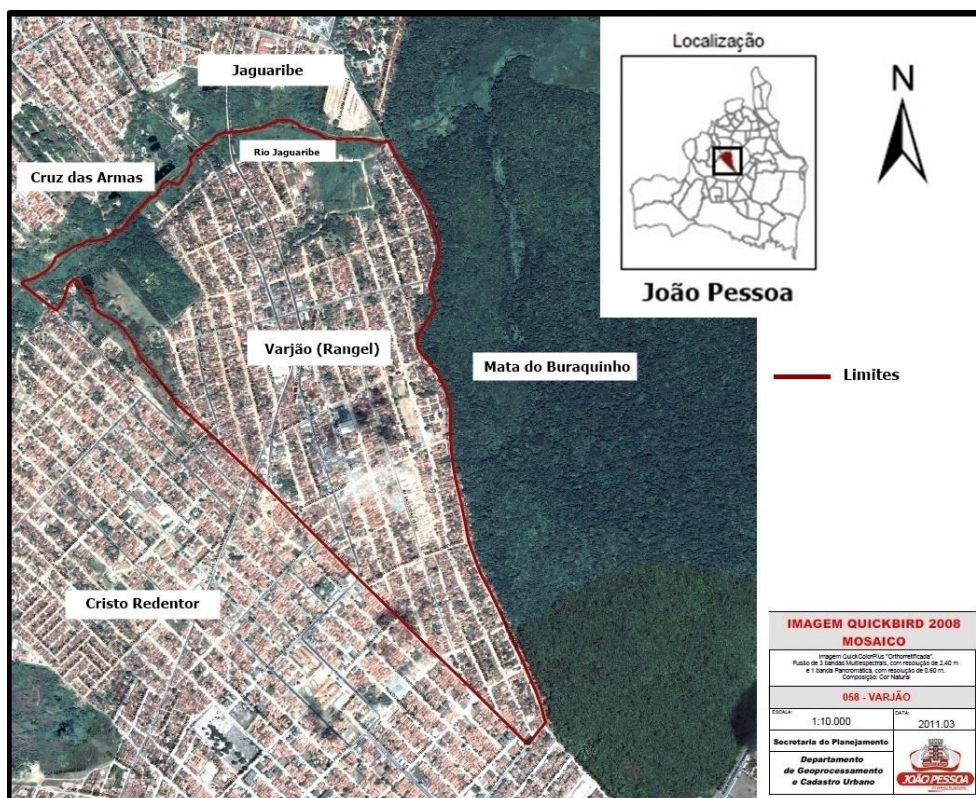 Localização
N
João Pessoa
Jaguaribe
Rio Jaguaribe
Cruz das Armas
Varjão (Rangel)
Mata do Buraquinho
Limites
Cristo Redentor
IMAGEM QUICKBIRD 2008
MOSAICO
Imagem QuickColorPlus "Orthorretificada".
Fusão de 3 bandas Multiespectrais, com resolução de 2.40 m
e 1 banda Pancromática, com resolução de 0.60 m.
Composição: Cor Natural
058 - VARJÃO
ESCALA:
1:10.000
DATA:
2011.03
Secretaria do Planejamento
Departamento
de Geoprocessamento
e Cadastro Urbano
JOÃO PESSOA